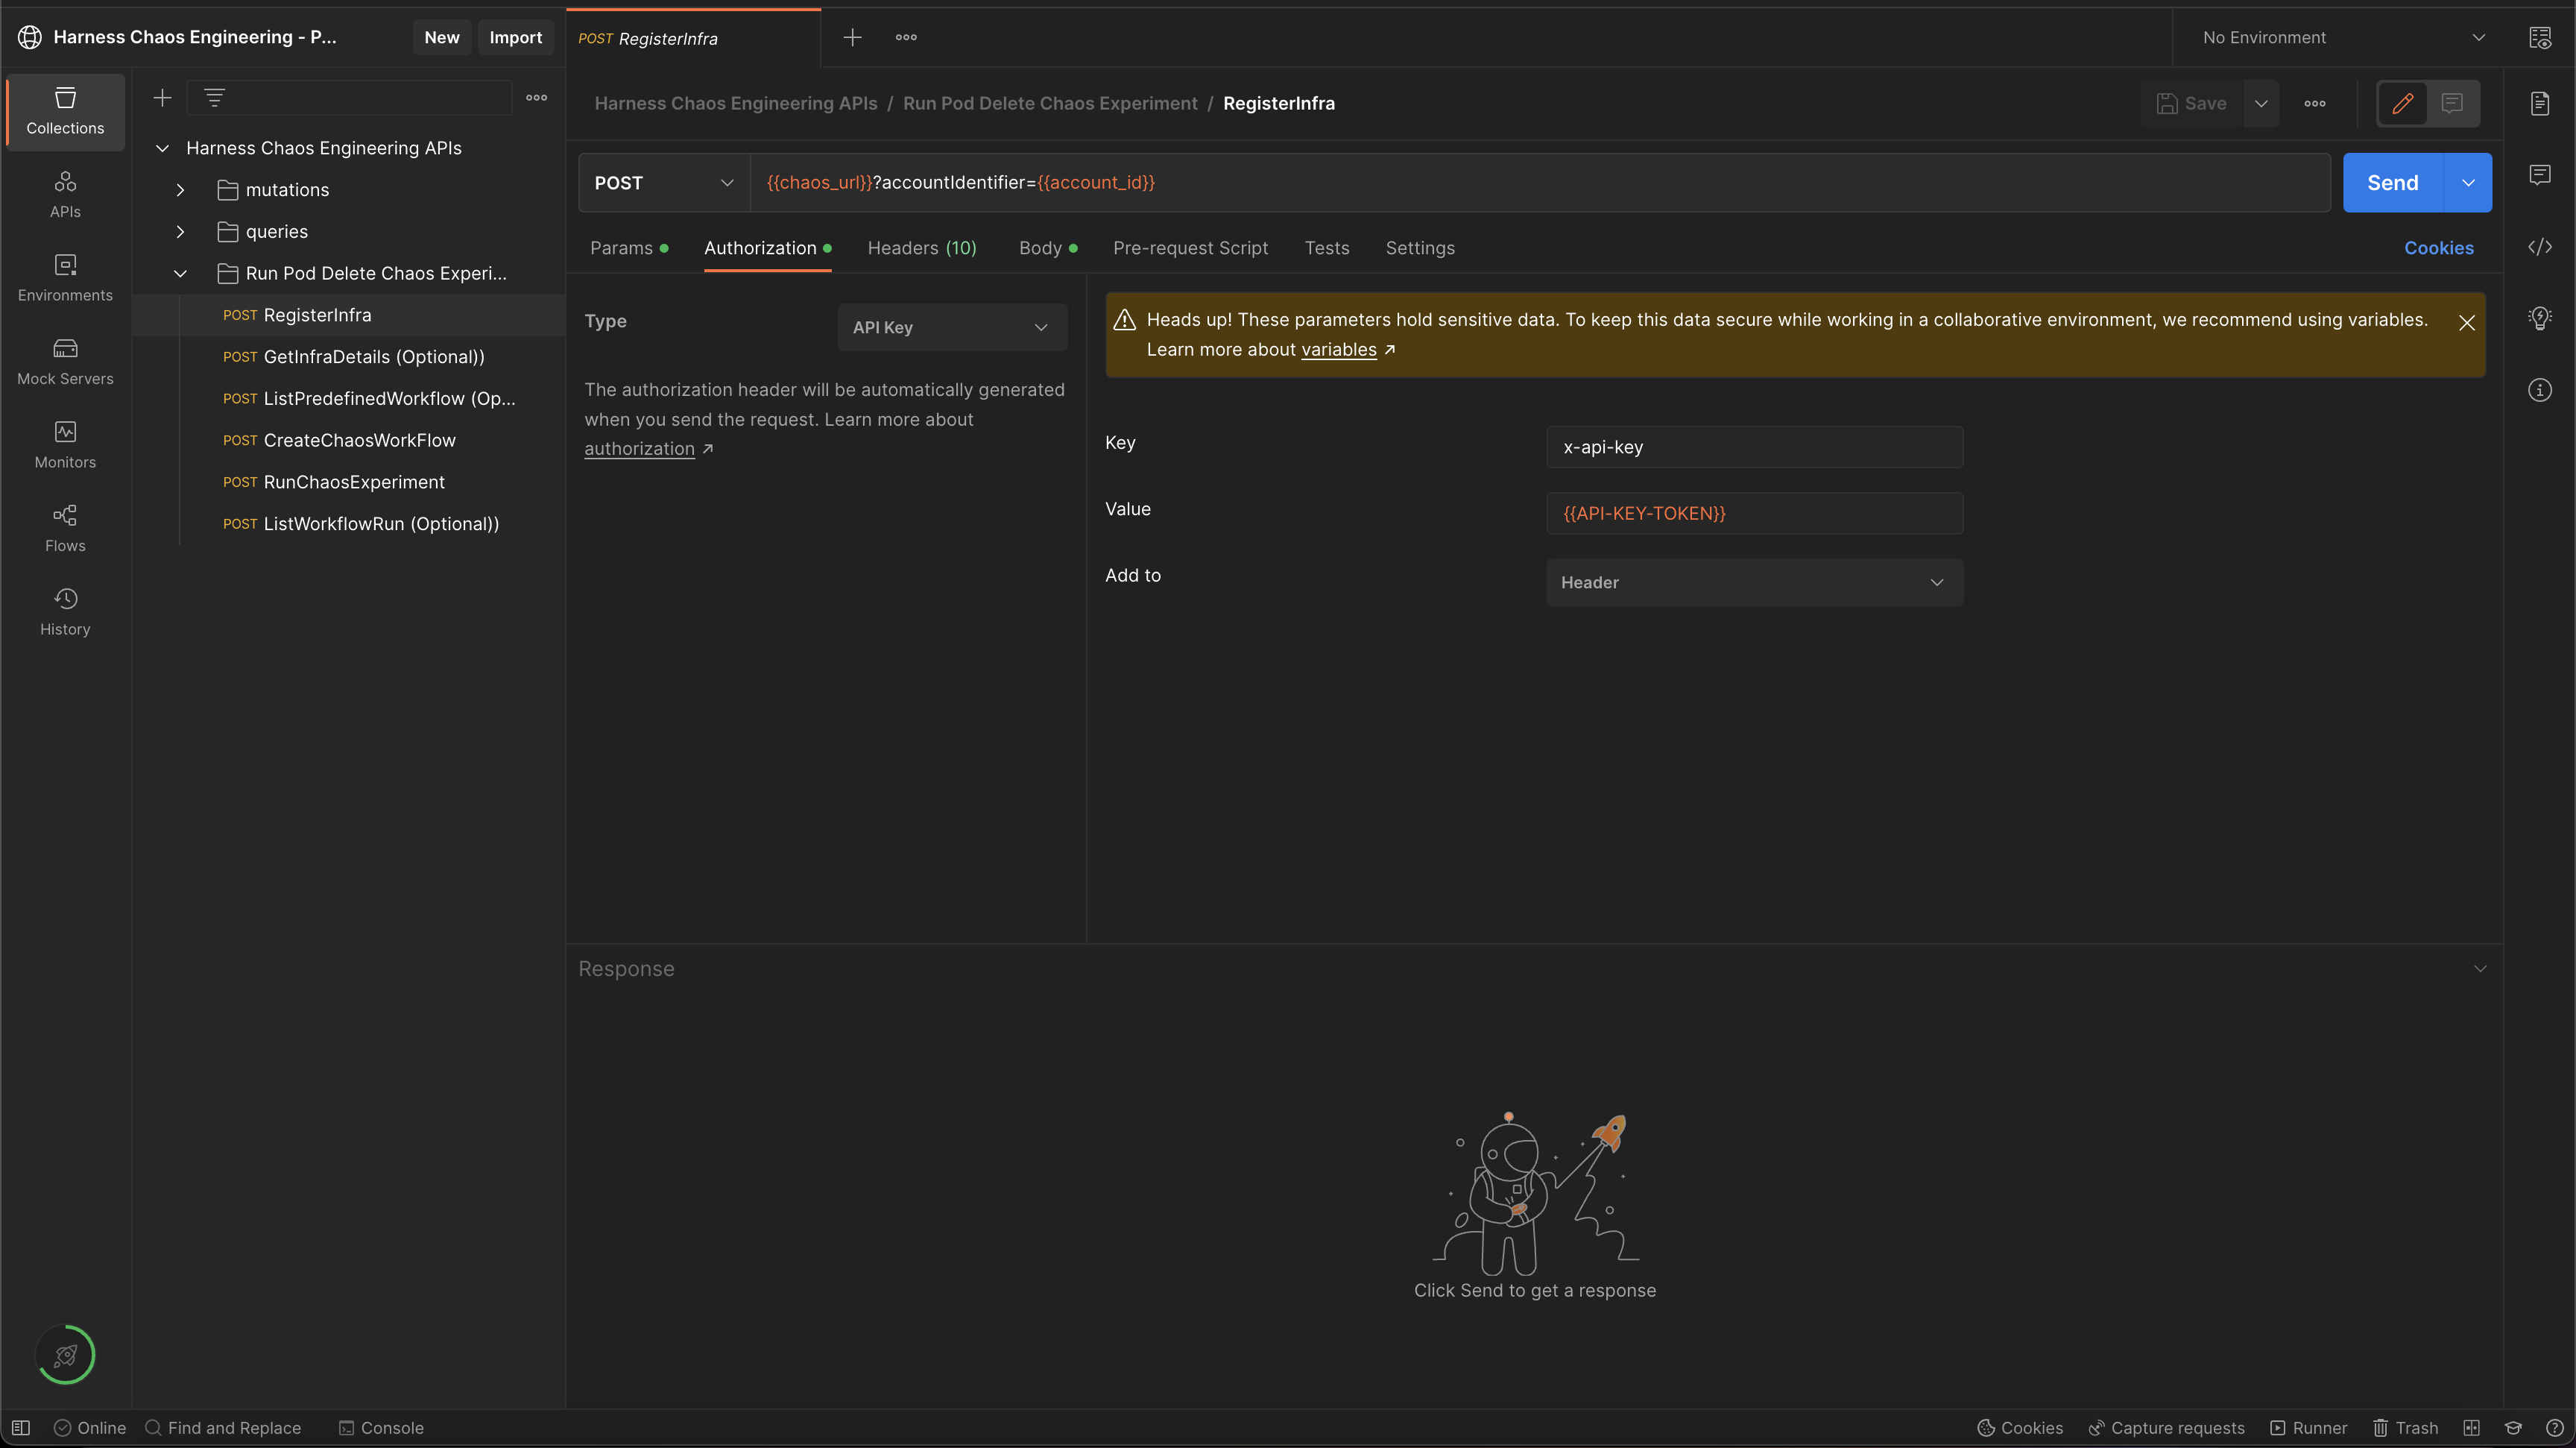 Harness Chaos Engineering - P...
New
Import
POST RegisterInfra
No Environment
Collections
APIs
Environments
Mock Servers
Monitors
Flows
History
Harness Chaos Engineering APIs
mutations
queries
Run Pod Delete Chaos Experi...
POST RegisterInfra
POST GetInfraDetails (Optional))
POST ListPredefinedWorkflow (Op...
POST CreateChaosWorkFlow
POST RunChaosExperiment
POST ListWorkflowRun (Optional))
Harness Chaos Engineering APIs / Run Pod Delete Chaos Experiment / RegisterInfra
Save
POST
{{chaos_url}}?accountIdentifier={{account_id}}
Send
Params
Authorization
Headers (10)
Body
Pre-request Script
Tests
Settings
Cookies
Type
API Key
The authorization header will be automatically generated
when you send the request. Learn more about
authorization ↗
Heads up! These parameters hold sensitive data. To keep this data secure while working in a collaborative environment, we recommend using variables.
Learn more about variables ↗
Key
x-api-key
Value
{{API-KEY-TOKEN}}
Add to
Header
Response
Click Send to get a response
Online
Find and Replace
Console
Cookies
Capture requests
Runner
Trash